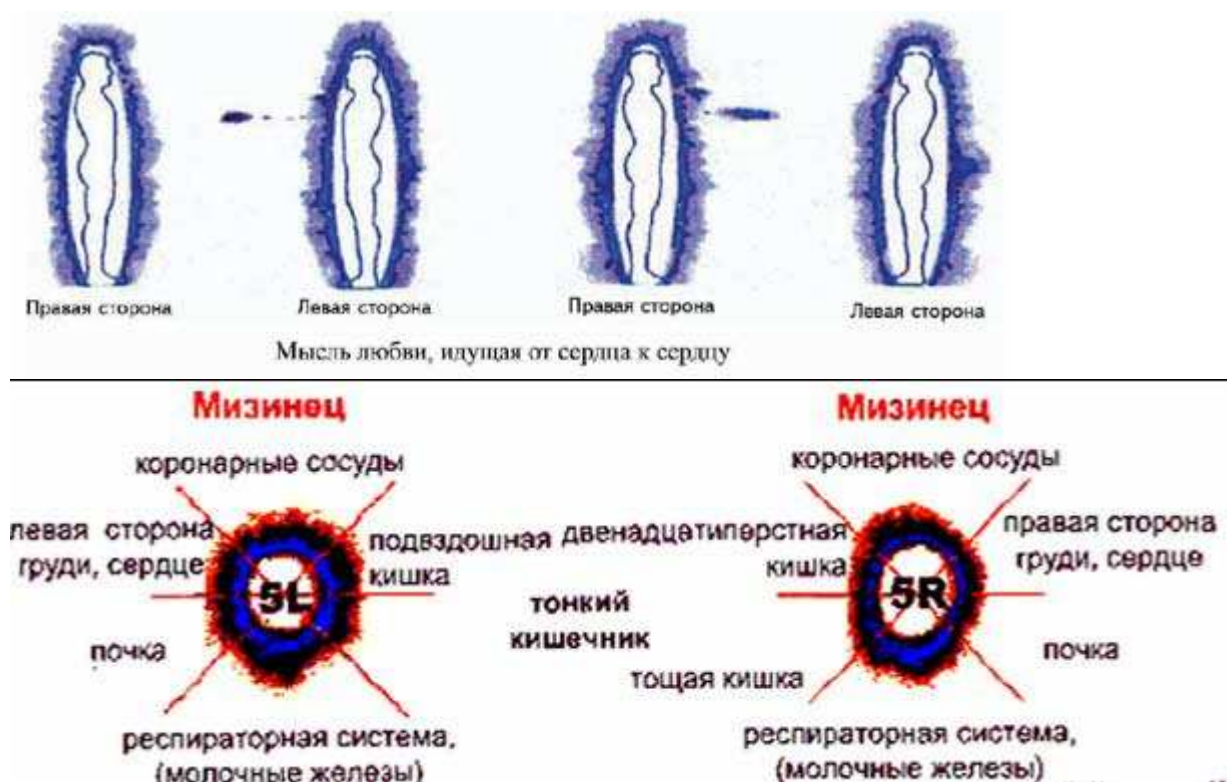 Правая сторона
Левая сторона
Правая сторона
Левая сторона
Мысль любви, идущая от сердца к сердцу
Мизинец
Мизинец
коронарные сосуды
коронарные сосуды
левая сторона
груди, сердце
5L
подвздошная
кишка
двенадцатиперстная
кишка
5R
правая сторона
груди, сердце
тонкий
кишечник
почка
почка
тощая кишка
респираторная система,
(молочные железы)
респираторная система,
(молочные железы)